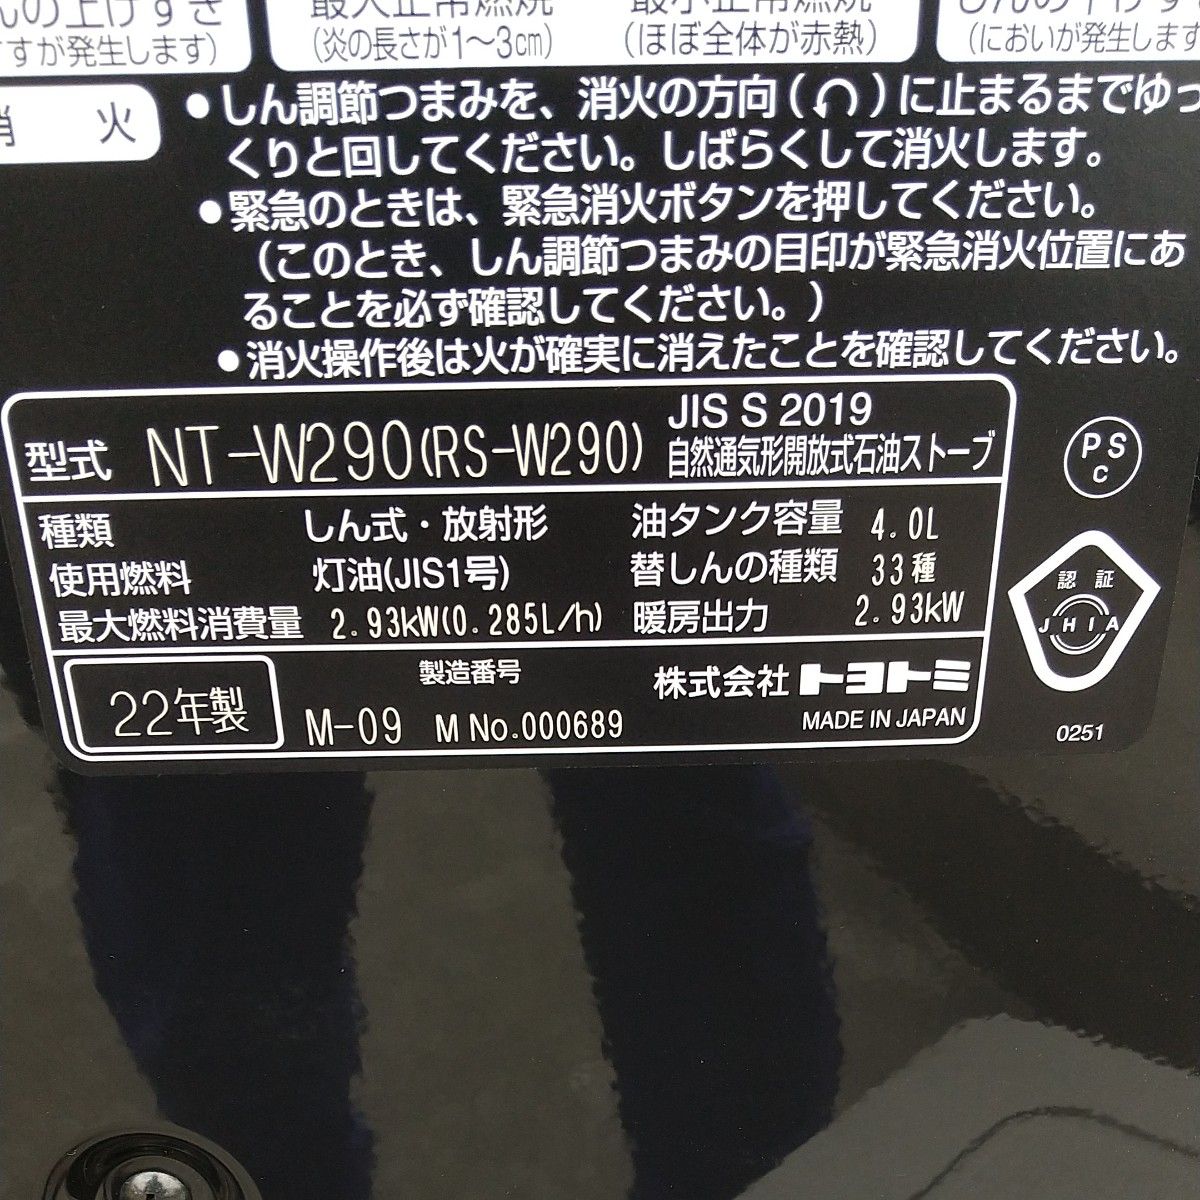 んの上げすぎ
すすが発生します)
最大正常燃焼
(炎の長さが1～3cm)
最小正常燃焼
(ほぼ全体が赤熱)
(においが発生します
消 火
●しん調節つまみを、消火の方向(↶)に止まるまでゆっ
くりと回してください。しばらくして消火します。
●緊急のときは、緊急消火ボタンを押してください。
(このとき、しん調節つまみの目印が緊急消火位置にあ
ることを必ず確認してください。)
●消火操作後は火が確実に消えたことを確認してください。
型式 NT-W290(RS-W290)
JIS S 2019
自然通気形開放式石油ストーブ
種類 しん式・放射形 油タンク容量 4.0L
使用燃料 灯油(JIS1号) 替しんの種類 33種
最大燃料消費量 2.93kW(0.285L/h) 暖房出力 2.93kW
22年製
製造番号
M-09 M No.000689
株式会社トヨトミ
MADE IN JAPAN
PS
C
認証
JHIA
0251